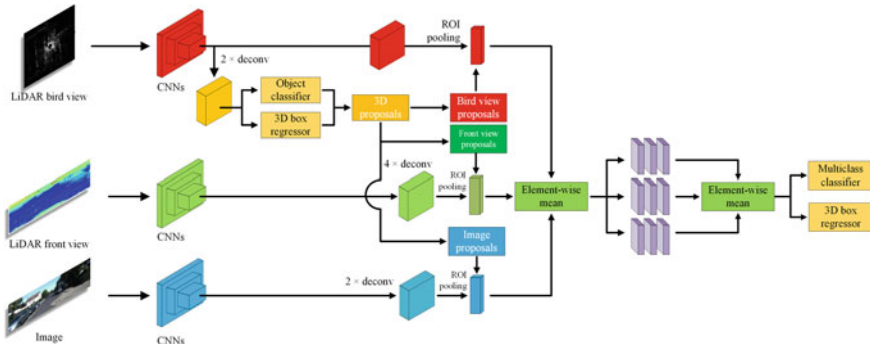 LiDAR bird view
CNNs
2 × deconv
ROI
pooling
Object
classifier
3D box
regressor
3D
proposals
Bird view
proposals
Front view
proposals
LiDAR front view
CNNs
4 × deconv
ROI
pooling
Element-wise
mean
Element-wise
mean
Multiclass
classifier
3D box
regressor
Image
proposals
Image
CNNs
2 × deconv
ROI
pooling